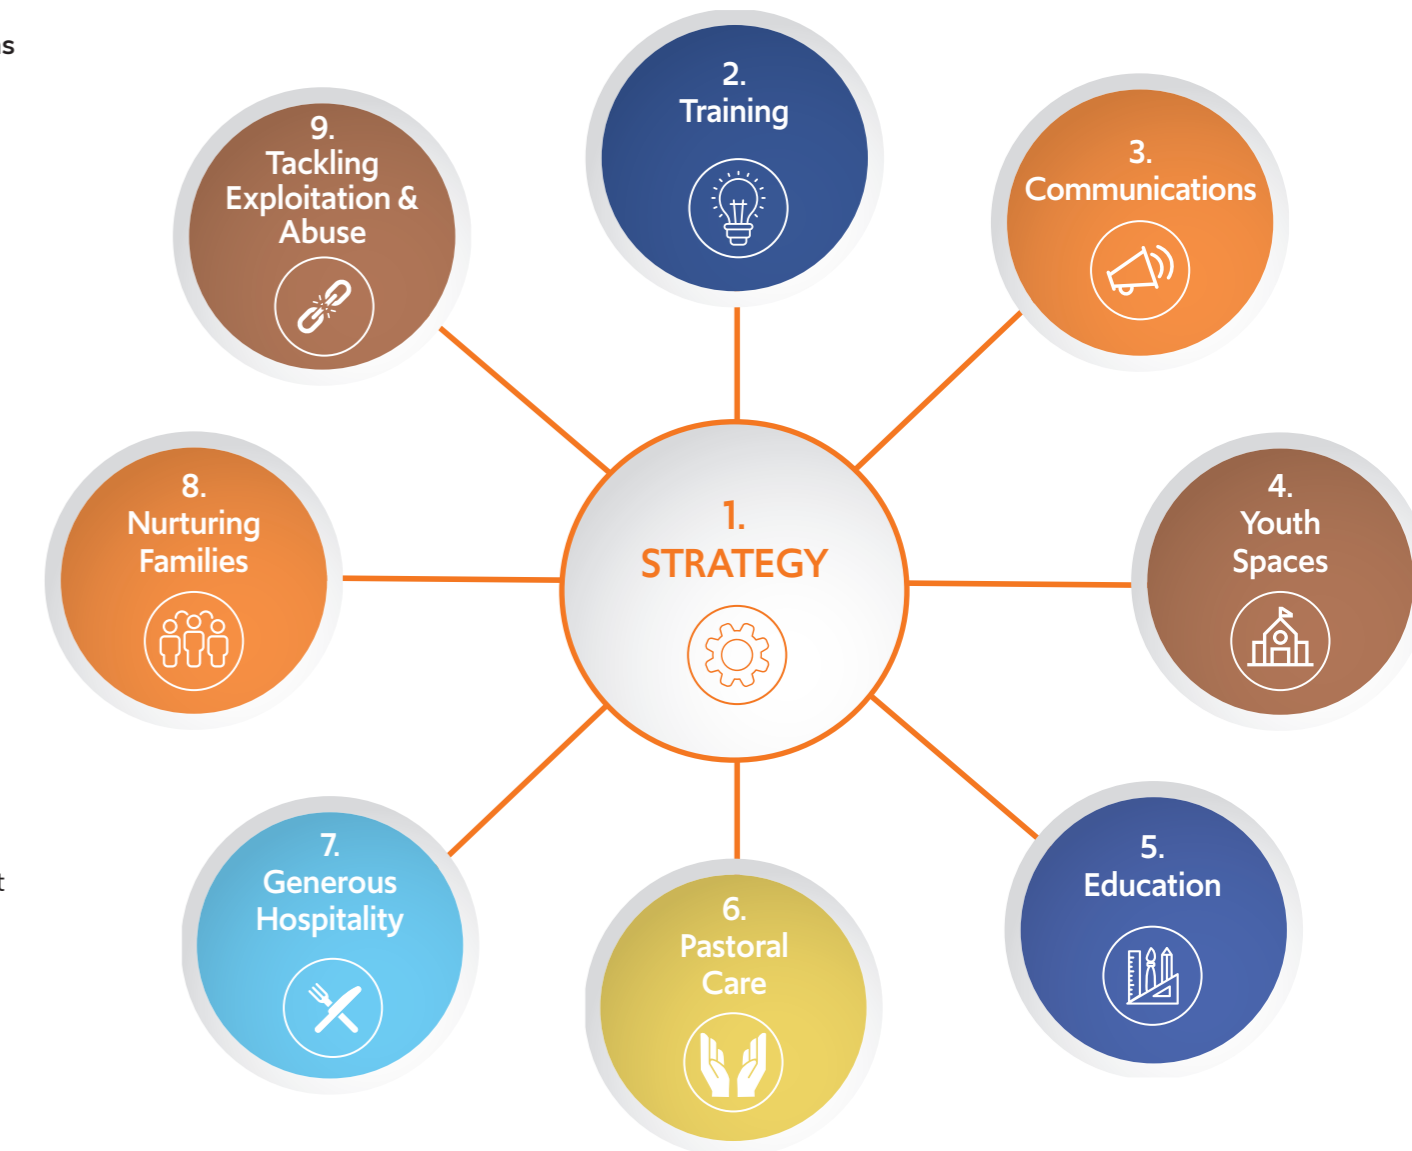 1.
STRATEGY
2.
Training
3.
Communications
4.
Youth
Spaces
5.
Education
6.
Pastoral
Care
7.
Generous
Hospitality
8.
Nurturing
Families
9.
Tackling
Exploitation &
Abuse